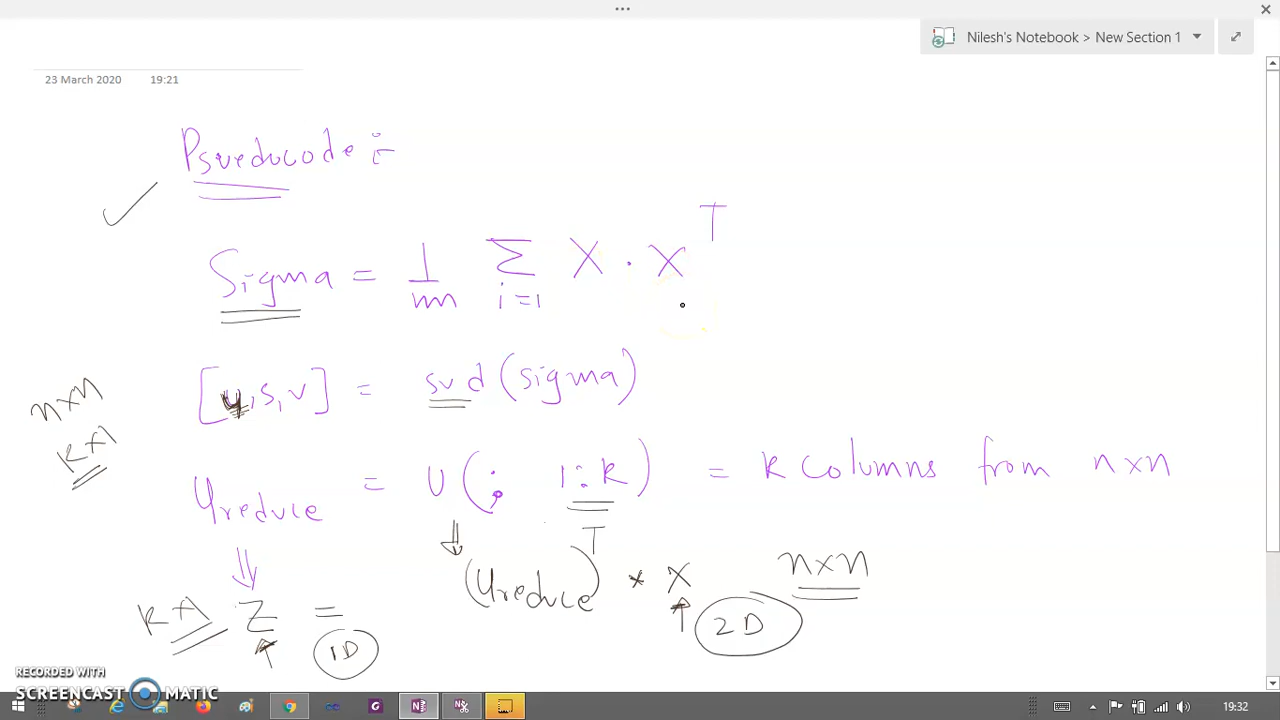 Nilesh's Notebook > New Section 1
23 March 2020 19:21
Psueducode :-
Sigma = 1/m Σ i=1 X · X T
[u,s,v] = svd (sigma)
n×n
k×1
Ureduce = U (: 1:k) = k columns from n×n
(Ureduce) T * X n×n
k×1 Z = 1D 2D
RECORDED WITH
SCREENCAST MATIC
19:32